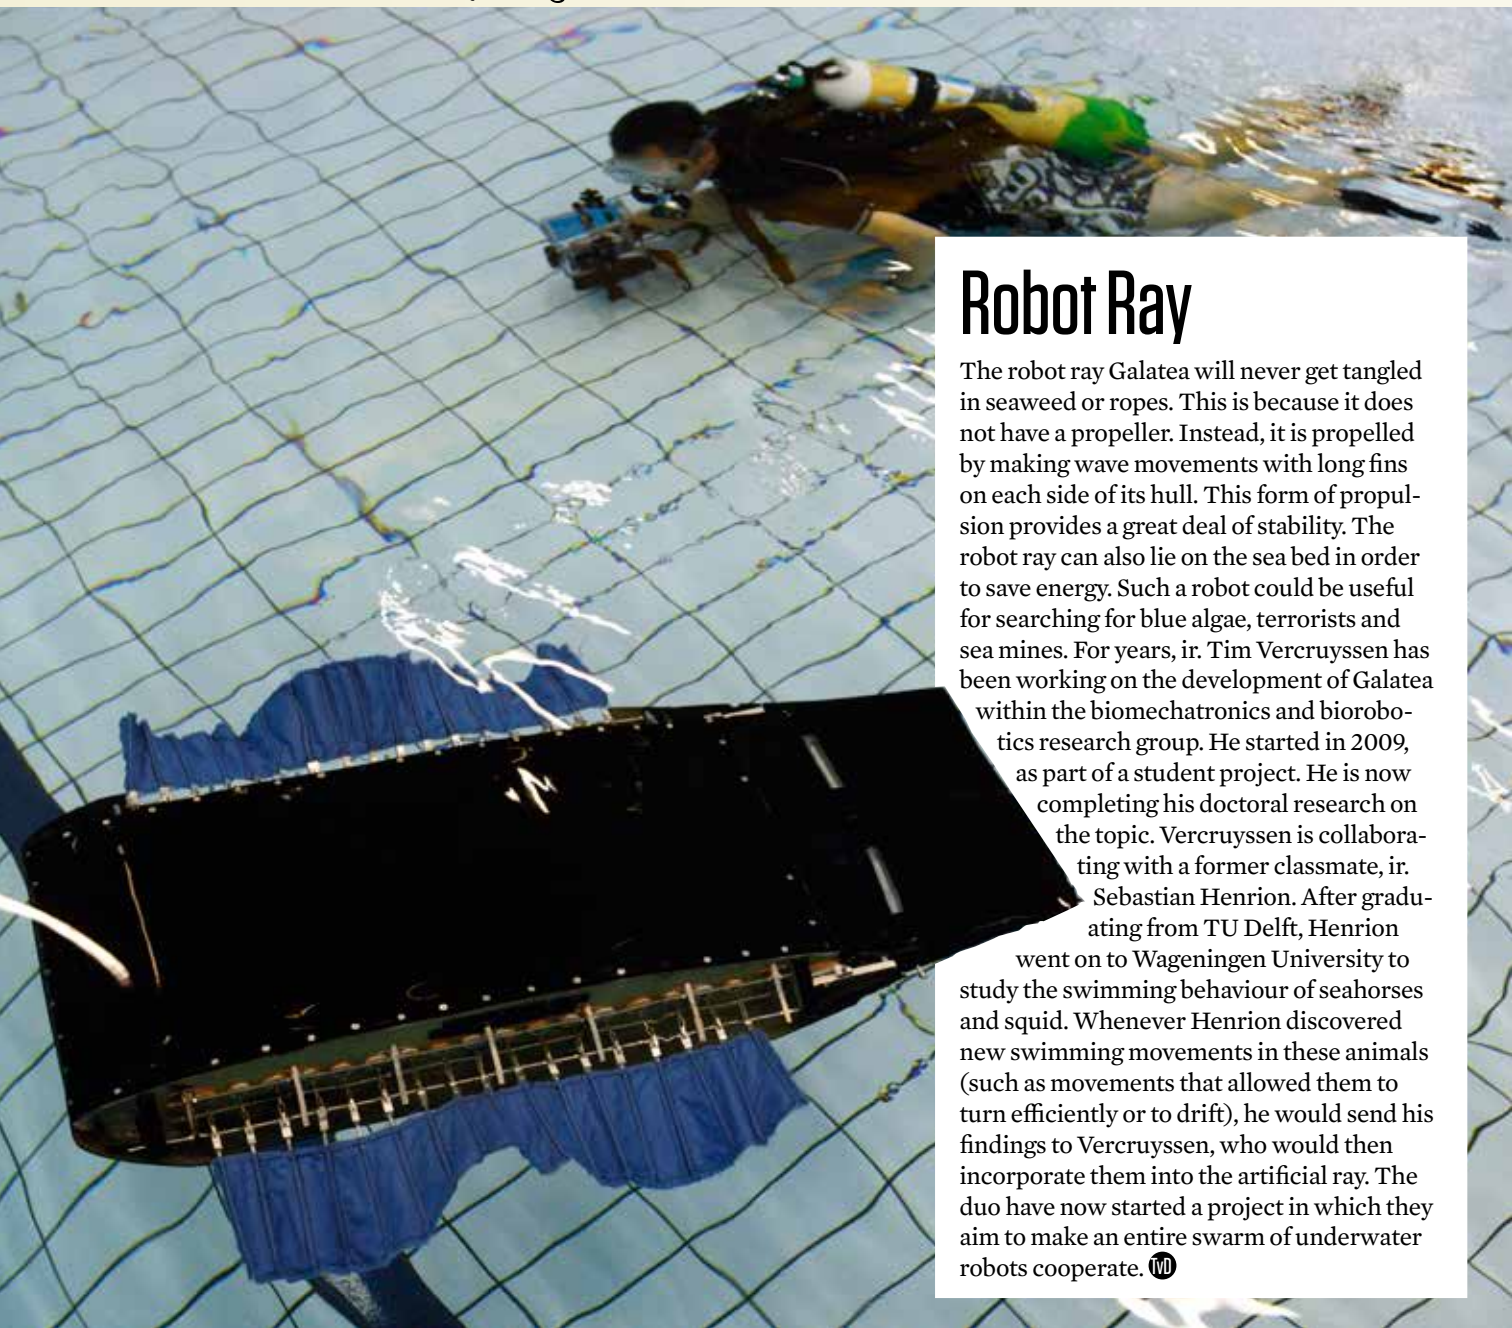 Robot Ray
The robot ray Galatea will never get tangled
in seaweed or ropes. This is because it does
not have a propeller. Instead, it is propelled
by making wave movements with long fins
on each side of its hull. This form of propul-
sion provides a great deal of stability. The
robot ray can also lie on the sea bed in order
to save energy. Such a robot could be useful
for searching for blue algae, terrorists and
sea mines. For years, ir. Tim Vercruyssen has
been working on the development of Galatea
within the biomechatronics and biorobo-
tics research group. He started in 2009,
as part of a student project. He is now
completing his doctoral research on
the topic. Vercruyssen is collabora-
ting with a former classmate, ir.
Sebastian Henrion. After gradu-
ating from TU Delft, Henrion
went on to Wageningen University to
study the swimming behaviour of seahorses
and squid. Whenever Henrion discovered
new swimming movements in these animals
(such as movements that allowed them to
turn efficiently or to drift), he would send his
findings to Vercruyssen, who would then
incorporate them into the artificial ray. The
duo have now started a project in which they
aim to make an entire swarm of underwater
robots cooperate. TvD